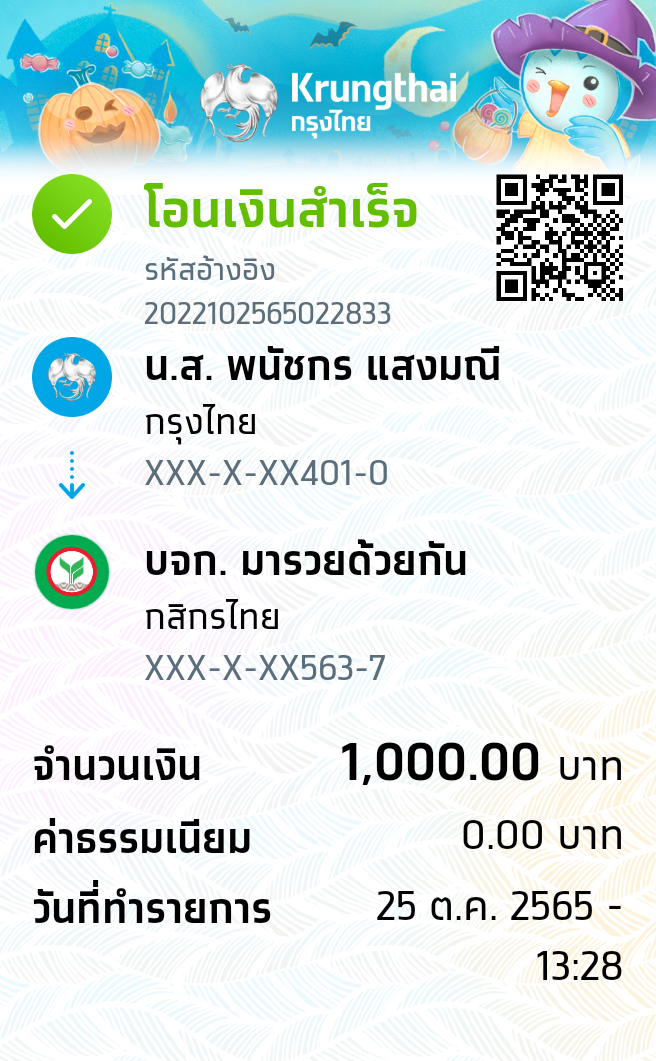 Krungthai
กรุงไทย
โอนเงินสำเร็จ
รหัสอ้างอิง
2022102565022833
น.ส. พนัชกร แสงมณี
กรุงไทย
XXX-X-XX401-0
บจก. มารวยด้วยกัน
กสิกรไทย
XXX-X-XX563-7
จำนวนเงิน 1,000.00 บาท
ค่าธรรมเนียม 0.00 บาท
วันที่ทำรายการ 25 ต.ค. 2565 -
13:28